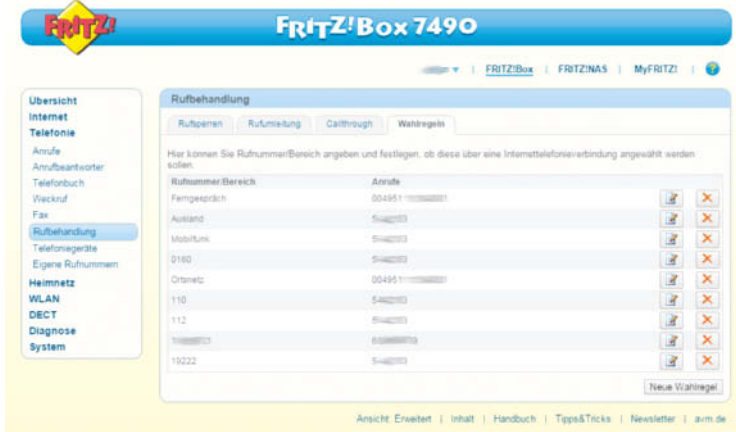 FRITZ!
FRITZ!Box 7490
FRITZ!Box | FRITZ!NAS | MyFRITZ! | ?
Übersicht
Internet
Telefonie
Anrufe
Anrufbeantworter
Telefonbuch
Weckruf
Fax
Rufbehandlung
Telefoniegeräte
Eigene Rufnummern
Heimnetz
WLAN
DECT
Diagnose
System
Rufbehandlung
Rufsperren Rufumleitung Callthrough Wahlregeln
Hier können Sie Rufnummer/Bereich angeben und festlegen, ob diese über eine Internettelefonieverbindung angewählt werden
sollen.
Rufnummer/Bereich Anrufe
Ferngespräch
Ausland
Mobilfunk
0180
Ortsnetz
110
112
19222
Neue Wahlregel
Ansicht: Erweitert | Inhalt | Handbuch | Tipps&Tricks | Newsletter | avm.de